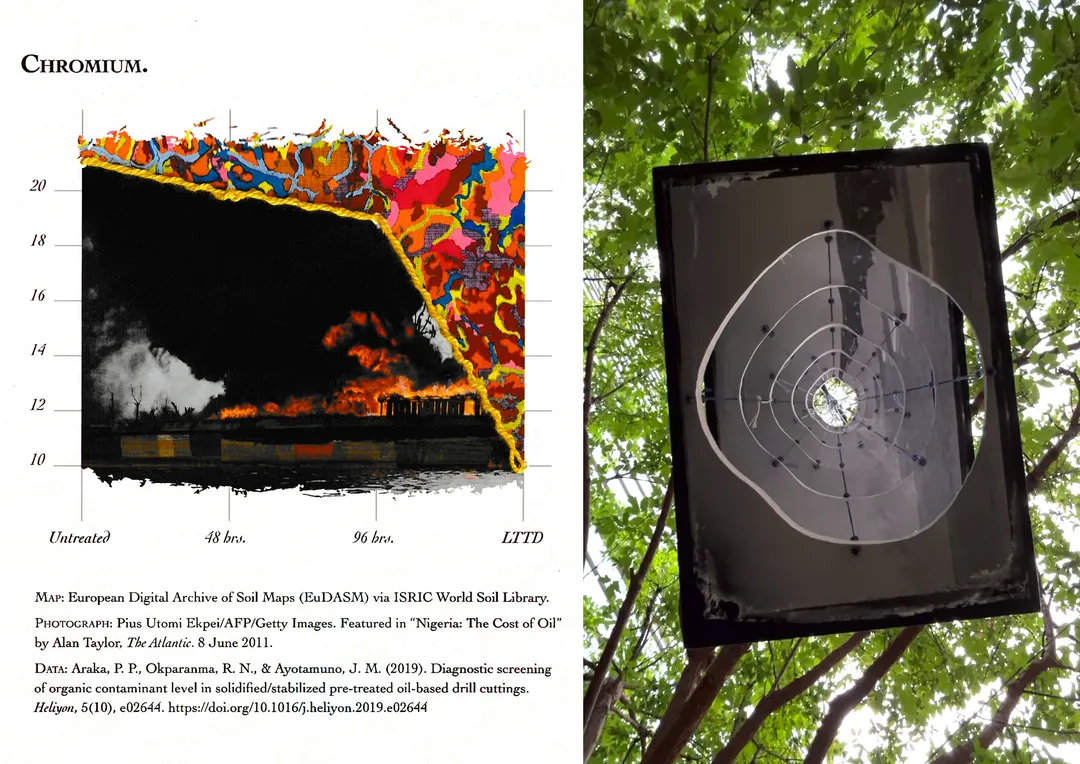 CHROMIUM.
20
18
16
14
12
10
Untreated 48 hrs. 96 hrs. LTTD
MAP: European Digital Archive of Soil Maps (EuDASM) via ISRIC World Soil Library.
PHOTOGRAPH: Pius Utomi Ekpei/AFP/Getty Images. Featured in “Nigeria: The Cost of Oil”
by Alan Taylor, The Atlantic. 8 June 2011.
DATA: Araka, P. P., Okparanma, R. N., & Ayotamuno, J. M. (2019). Diagnostic screening
of organic contaminant level in solidified/stabilized pre-treated oil-based drill cuttings.
Heliyon, 5(10), e02644. https://doi.org/10.1016/j.heliyon.2019.e02644